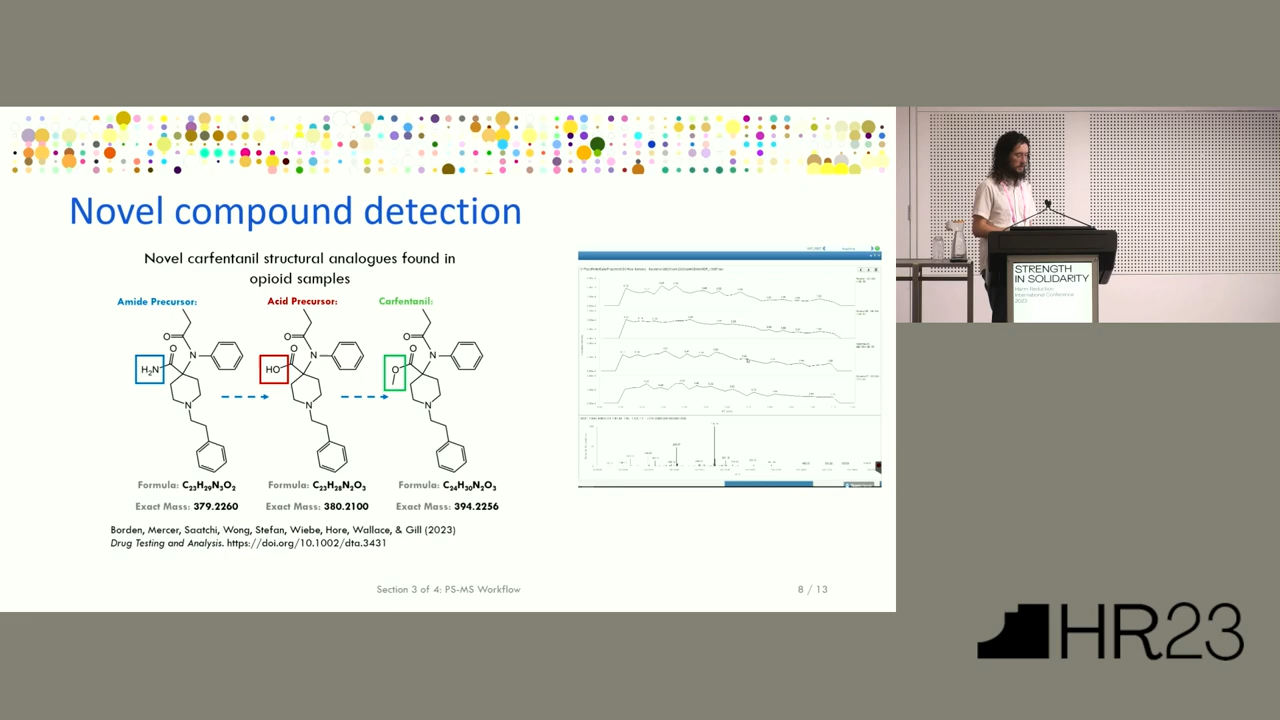 Novel compound detection
Novel carfentanil structural analogues found in
opioid samples
Amide Precursor:
Acid Precursor:
Carfentanil:
O
O
N
H₂N
N
O
O
N
HO
N
O
O
N
O
N
Formula: C₂₃H₂₉N₃O₂
Formula: C₂₃H₂₈N₂O₃
Formula: C₂₄H₃₀N₂O₃
Exact Mass: 379.2260
Exact Mass: 380.2100
Exact Mass: 394.2256
Borden, Mercer, Saatchi, Wong, Stefan, Wiebe, Hore, Wallace, & Gill (2023)
Drug Testing and Analysis. https://doi.org/10.1002/dta.3431
Section 3 of 4: PS-MS Workflow
8 / 13
STRENGTH
IN SOLIDARITY
Harm Reduction
International Conference
2023
HR23